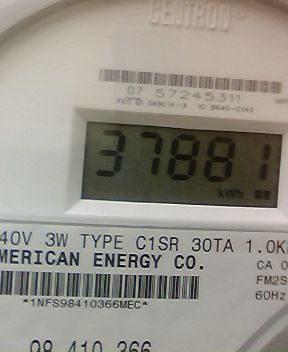 CENTRON
07 57245311
37881
kWh
40V 3W TYPE C1SR 30TA 1.0K
MERICAN ENERGY CO.
CA 0
FM2S
60Hz
*1NFS98410366MEC*
98 410 366